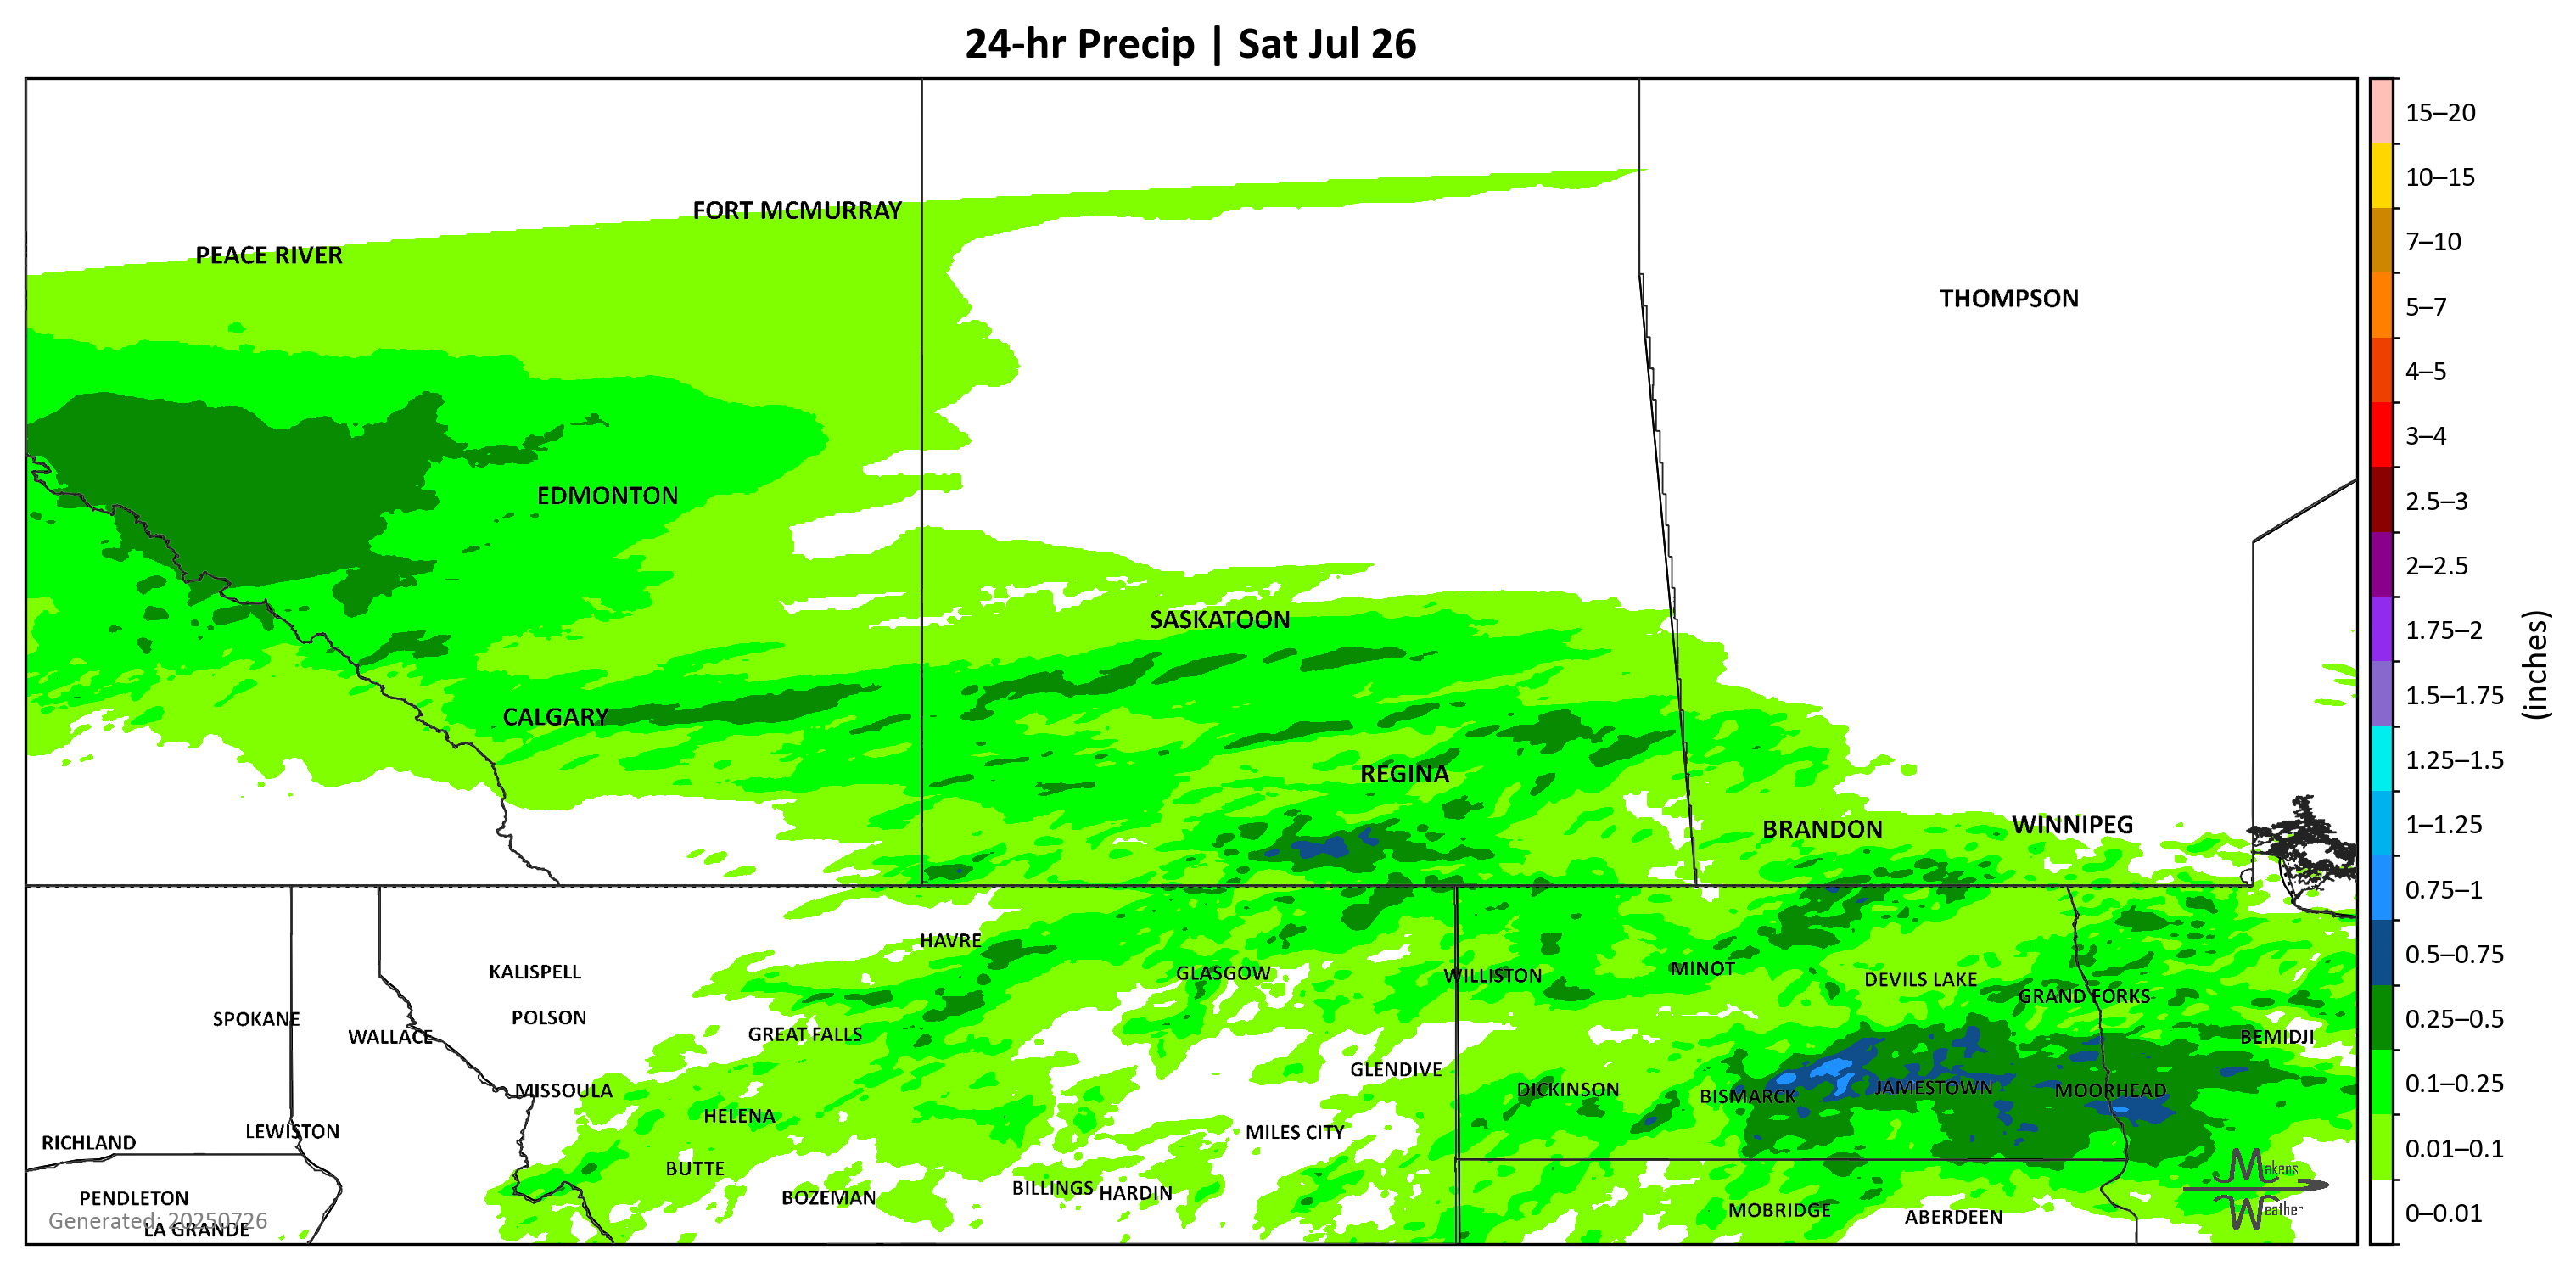 24-hr Precip | Sat Jul 26
FORT MCMURRAY
PEACE RIVER
THOMPSON
EDMONTON
SASKATOON
CALGARY
REGINA
BRANDON
WINNIPEG
HAVRE
KALISPELL
GLASGOW
WILLISTON
MINOT
DEVILS LAKE
GRAND FORKS
SPOKANE
POLSON
WALLACE
GREAT FALLS
BEMIDJI
GLENDIVE
MISSOULA
DICKINSON
BISMARCK
JAMESTOWN
MOORHEAD
HELENA
RICHLAND
LEWISTON
MILES CITY
BUTTE
PENDLETON
BOZEMAN
BILLINGS
HARDIN
MOBRIDGE
ABERDEEN
Generated: 20250726
LA GRANDE
Makens
Weather
15–20
10–15
7–10
5–7
4–5
3–4
2.5–3
2–2.5
1.75–2
1.5–1.75
1.25–1.5
1–1.25
0.75–1
0.5–0.75
0.25–0.5
0.1–0.25
0.01–0.1
0–0.01
(inches)